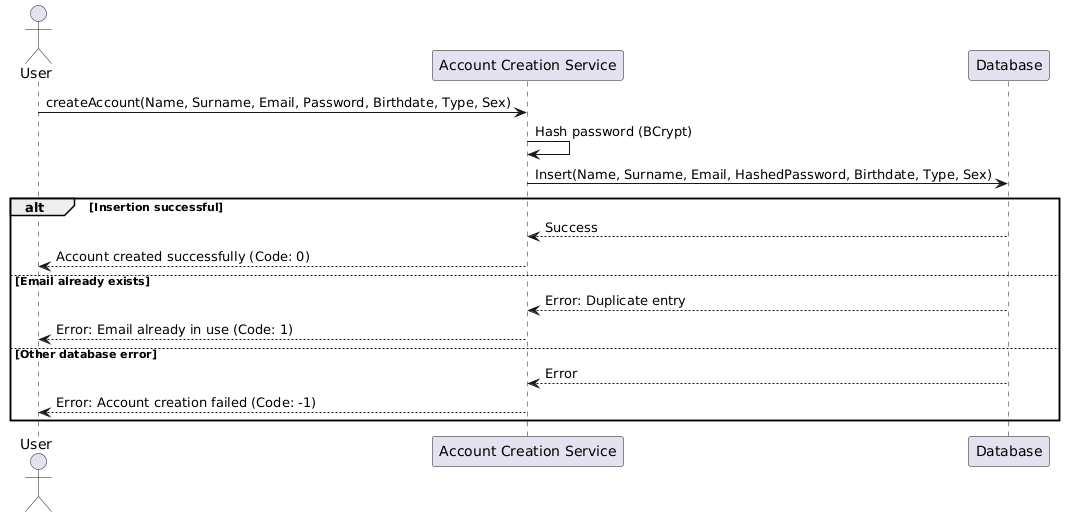 User
Account Creation Service
Database
createAccount(Name, Surname, Email, Password, Birthdate, Type, Sex)
Hash password (BCrypt)
Insert(Name, Surname, Email, HashedPassword, Birthdate, Type, Sex)
alt [Insertion successful]
Success
Account created successfully (Code: 0)
[Email already exists]
Error: Duplicate entry
Error: Email already in use (Code: 1)
[Other database error]
Error
Error: Account creation failed (Code: -1)
User
Account Creation Service
Database